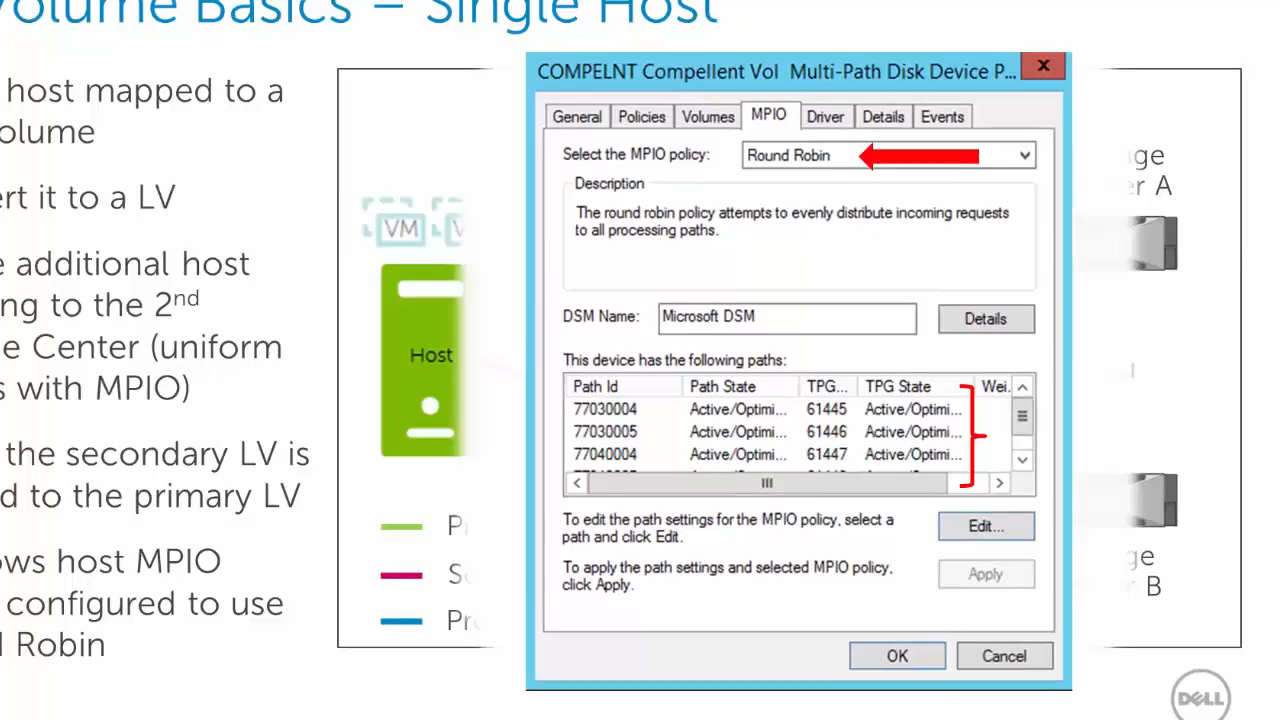 olume Basics – Single Host
host mapped to a
olume
ert it to a LV
e additional host
ing to the 2nd
e Center (uniform
s with MPIO)
the secondary LV is
d to the primary LV
ows host MPIO
configured to use
Robin
VM
Host
COMPELNT Compellent Vol Multi-Path Disk Device P...
General Policies Volumes MPIO Driver Details Events
Select the MPIO policy: Round Robin
Description
The round robin policy attempts to evenly distribute incoming requests
to all processing paths.
DSM Name: Microsoft DSM Details
This device has the following paths:
Path Id Path State TPG... TPG State Wei.
77030004 Active/Optimi... 61445 Active/Optimi...
77030005 Active/Optimi... 61446 Active/Optimi...
77040004 Active/Optimi... 61447 Active/Optimi...
To edit the path settings for the MPIO policy, select a
path and click Edit.
Edit...
To apply the path settings and selected MPIO policy,
click Apply.
Apply
OK Cancel
ge
er A
ge
B
DELL